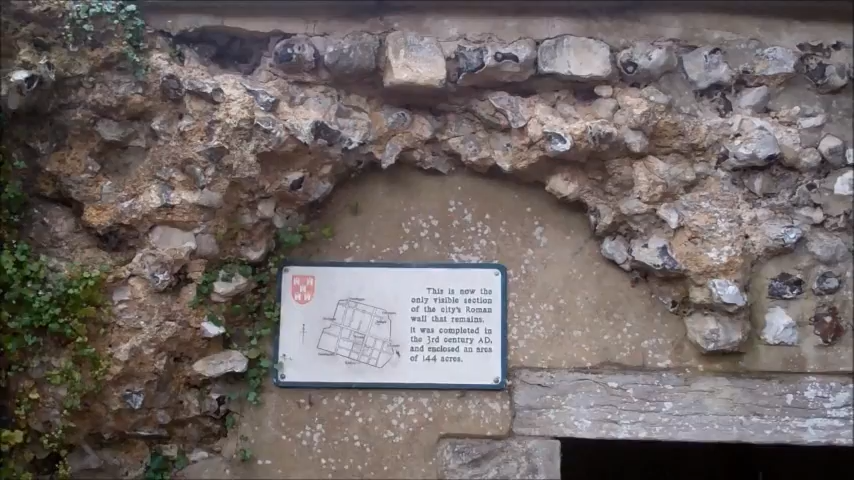 This is now the
only visible section
of the city's Roman
wall that remains.
it was completed in
the 3rd century AD,
and enclosed an area
of 144 acres.